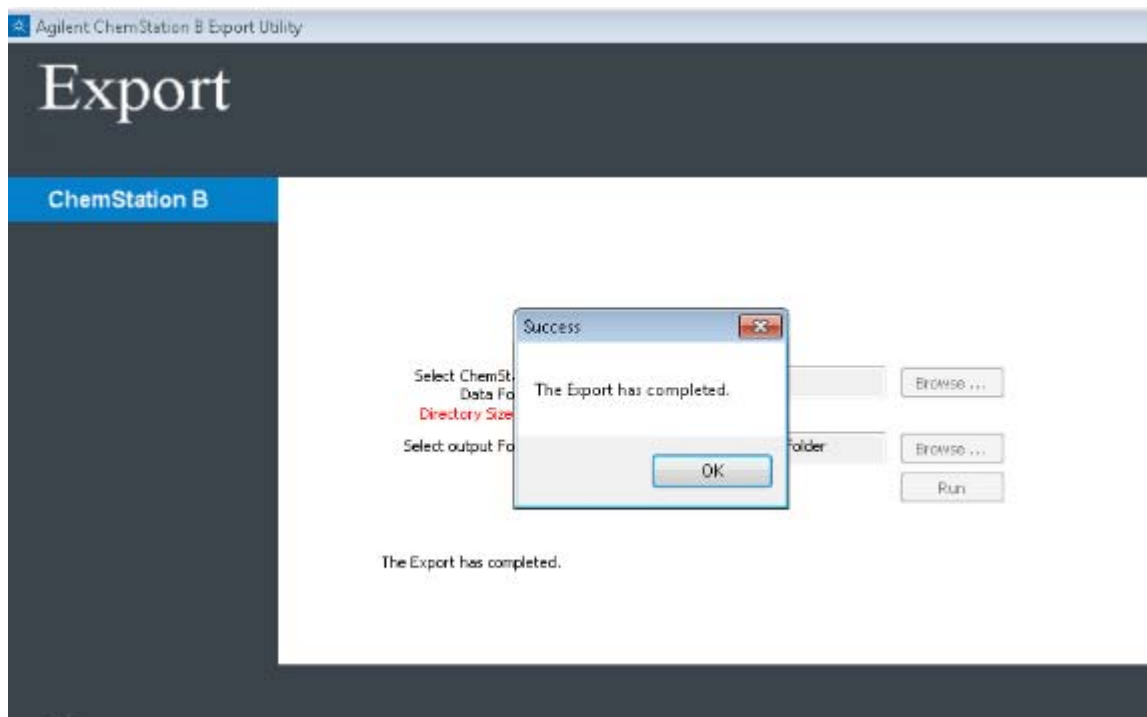 Agilent ChemStation B Export Utility
Export
ChemStation B
Success
The Export has completed.
OK
Select ChemSt
Data Fo
Directory Size
Browse ...
Select output Fo
Folder
Browse ...
Run
The Export has completed.